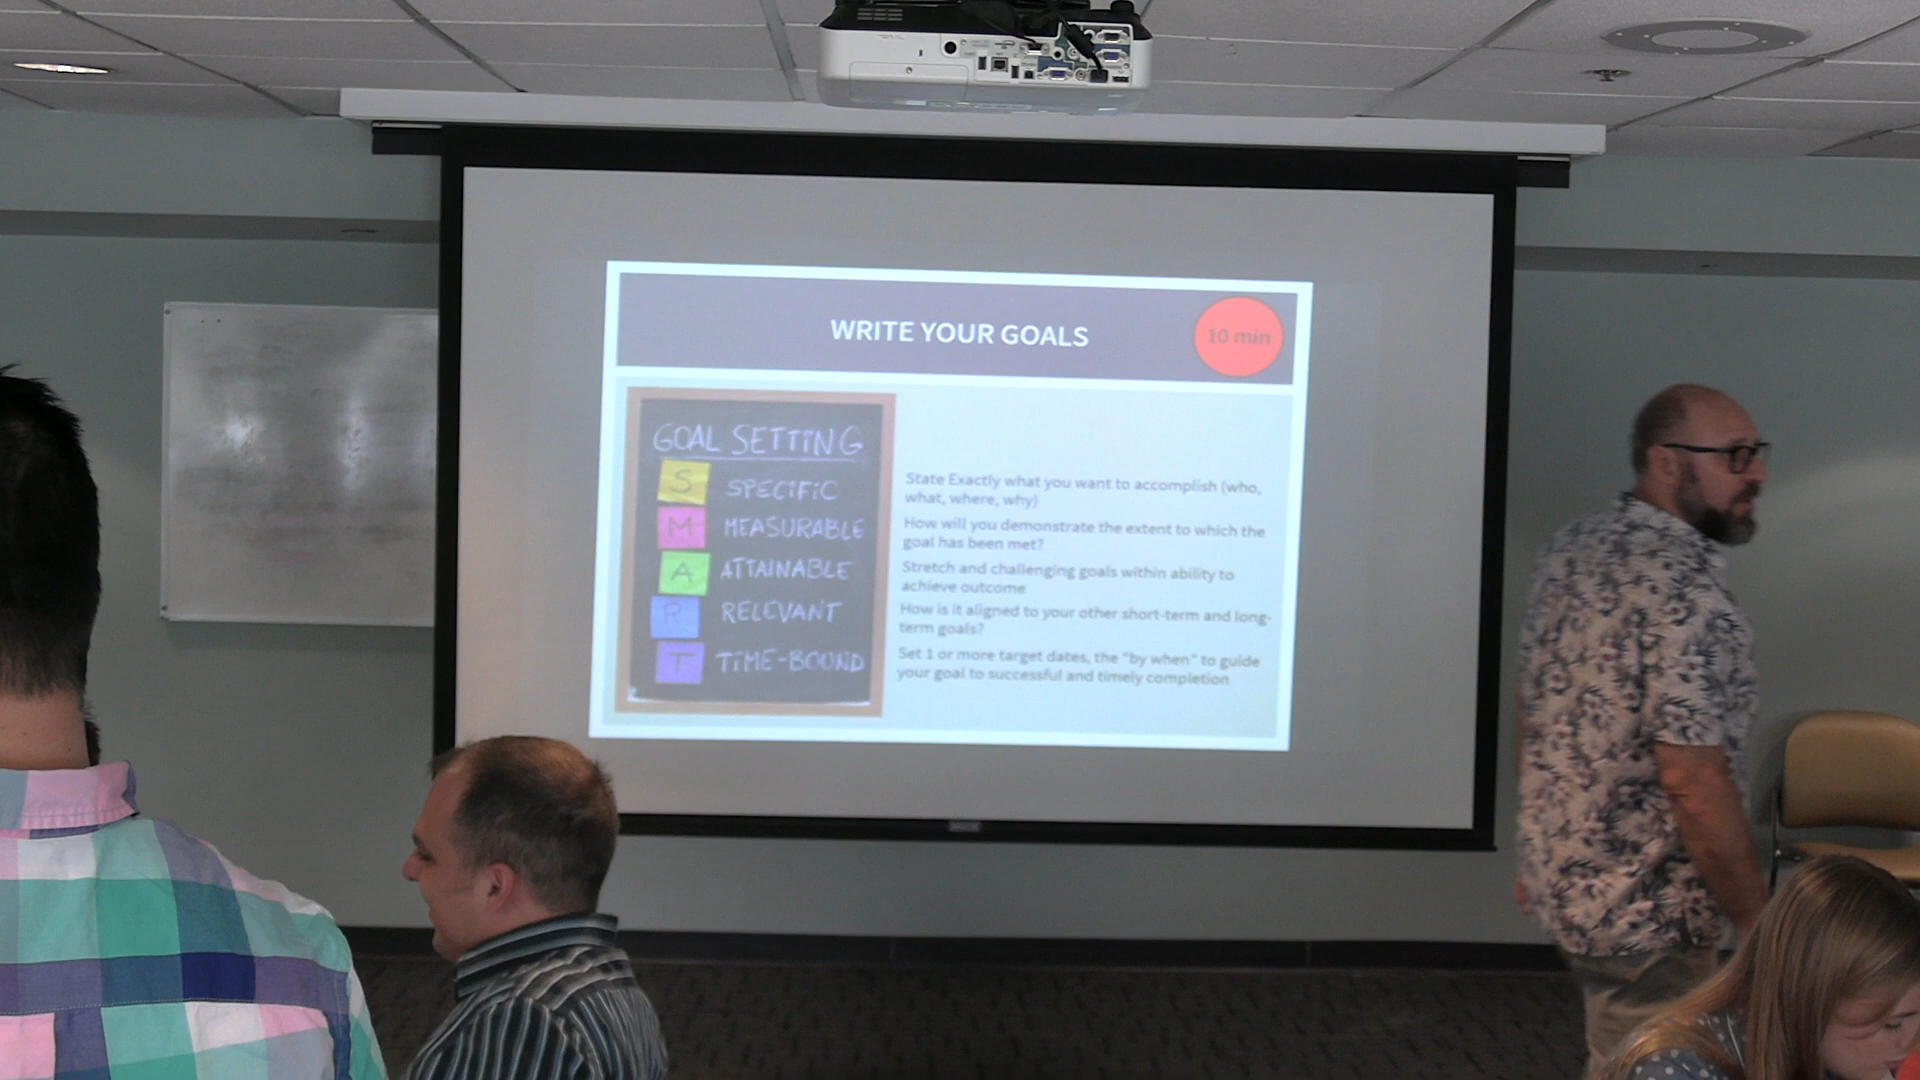 WRITE YOUR GOALS
10 min
GOAL SETTING
S SPECIFIC
State Exactly what you want to accomplish (who,
what, where, why)
M MEASURABLE
How will you demonstrate the extent to which the
goal has been met?
A ATTAINABLE
Stretch and challenging goals within ability to
achieve outcome
R RELEVANT
How is it aligned to your other short-term and long-
term goals?
T TIME-BOUND
Set 1 or more target dates, the "by when" to guide
your goal to successful and timely completion